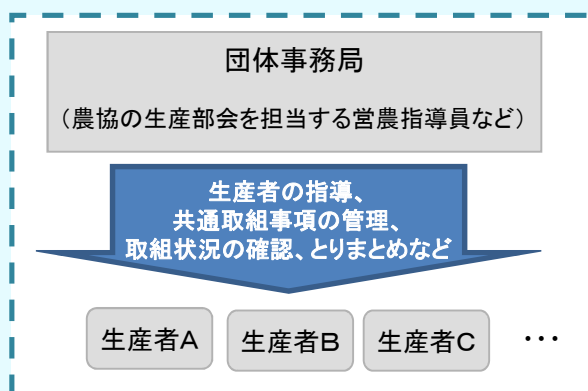 団体事務局
（農協の生産部会を担当する営農指導員など）
生産者の指導、
共通取組事項の管理、
取組状況の確認、とりまとめなど
生産者A 生産者B 生産者C …